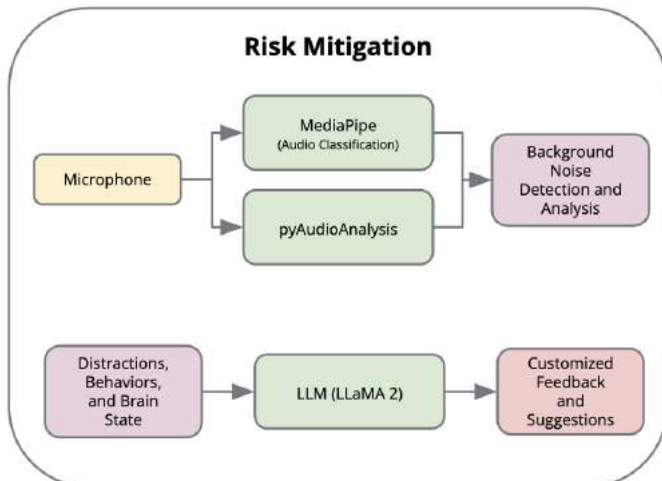 Risk Mitigation
MediaPipe
(Audio Classification)
Microphone
pyAudioAnalysis
Background
Noise
Detection and
Analysis
Distractions,
Behaviors,
and Brain
State
LLM (LLaMA 2)
Customized
Feedback
and
Suggestions